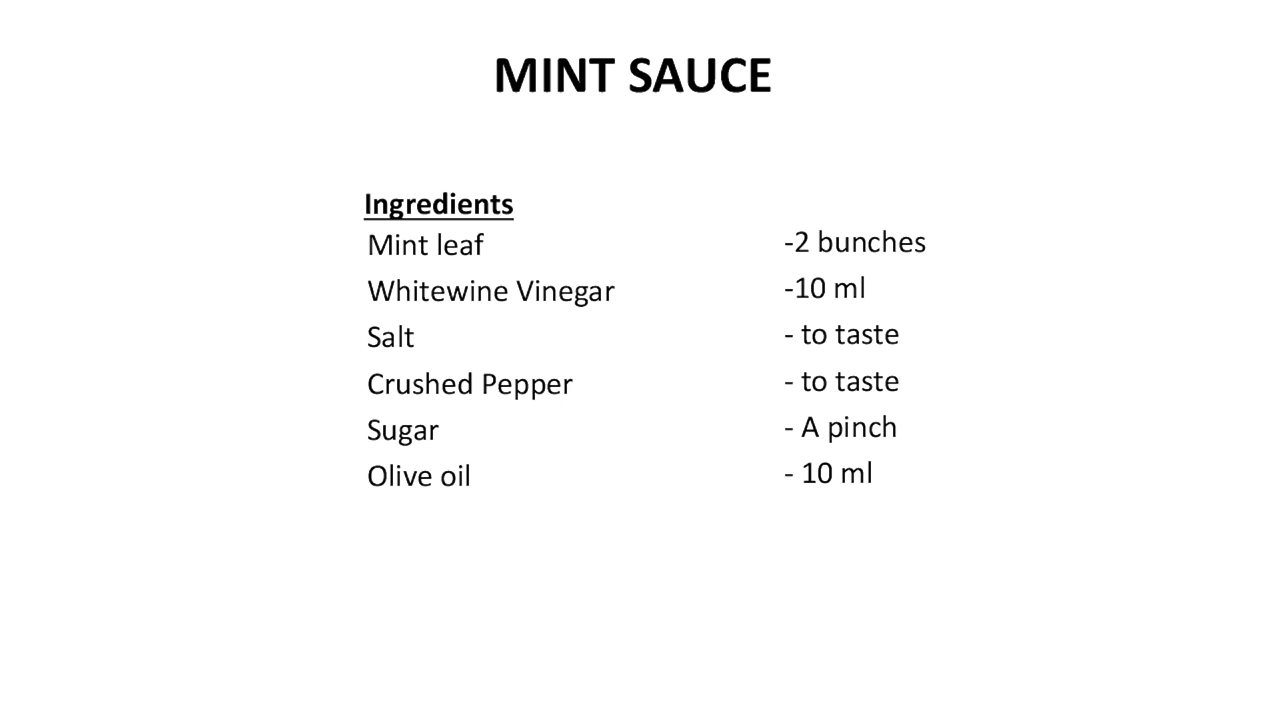 MINT SAUCE
Ingredients
Mint leaf -2 bunches
Whitewine Vinegar -10 ml
Salt - to taste
Crushed Pepper - to taste
Sugar - A pinch
Olive oil - 10 ml